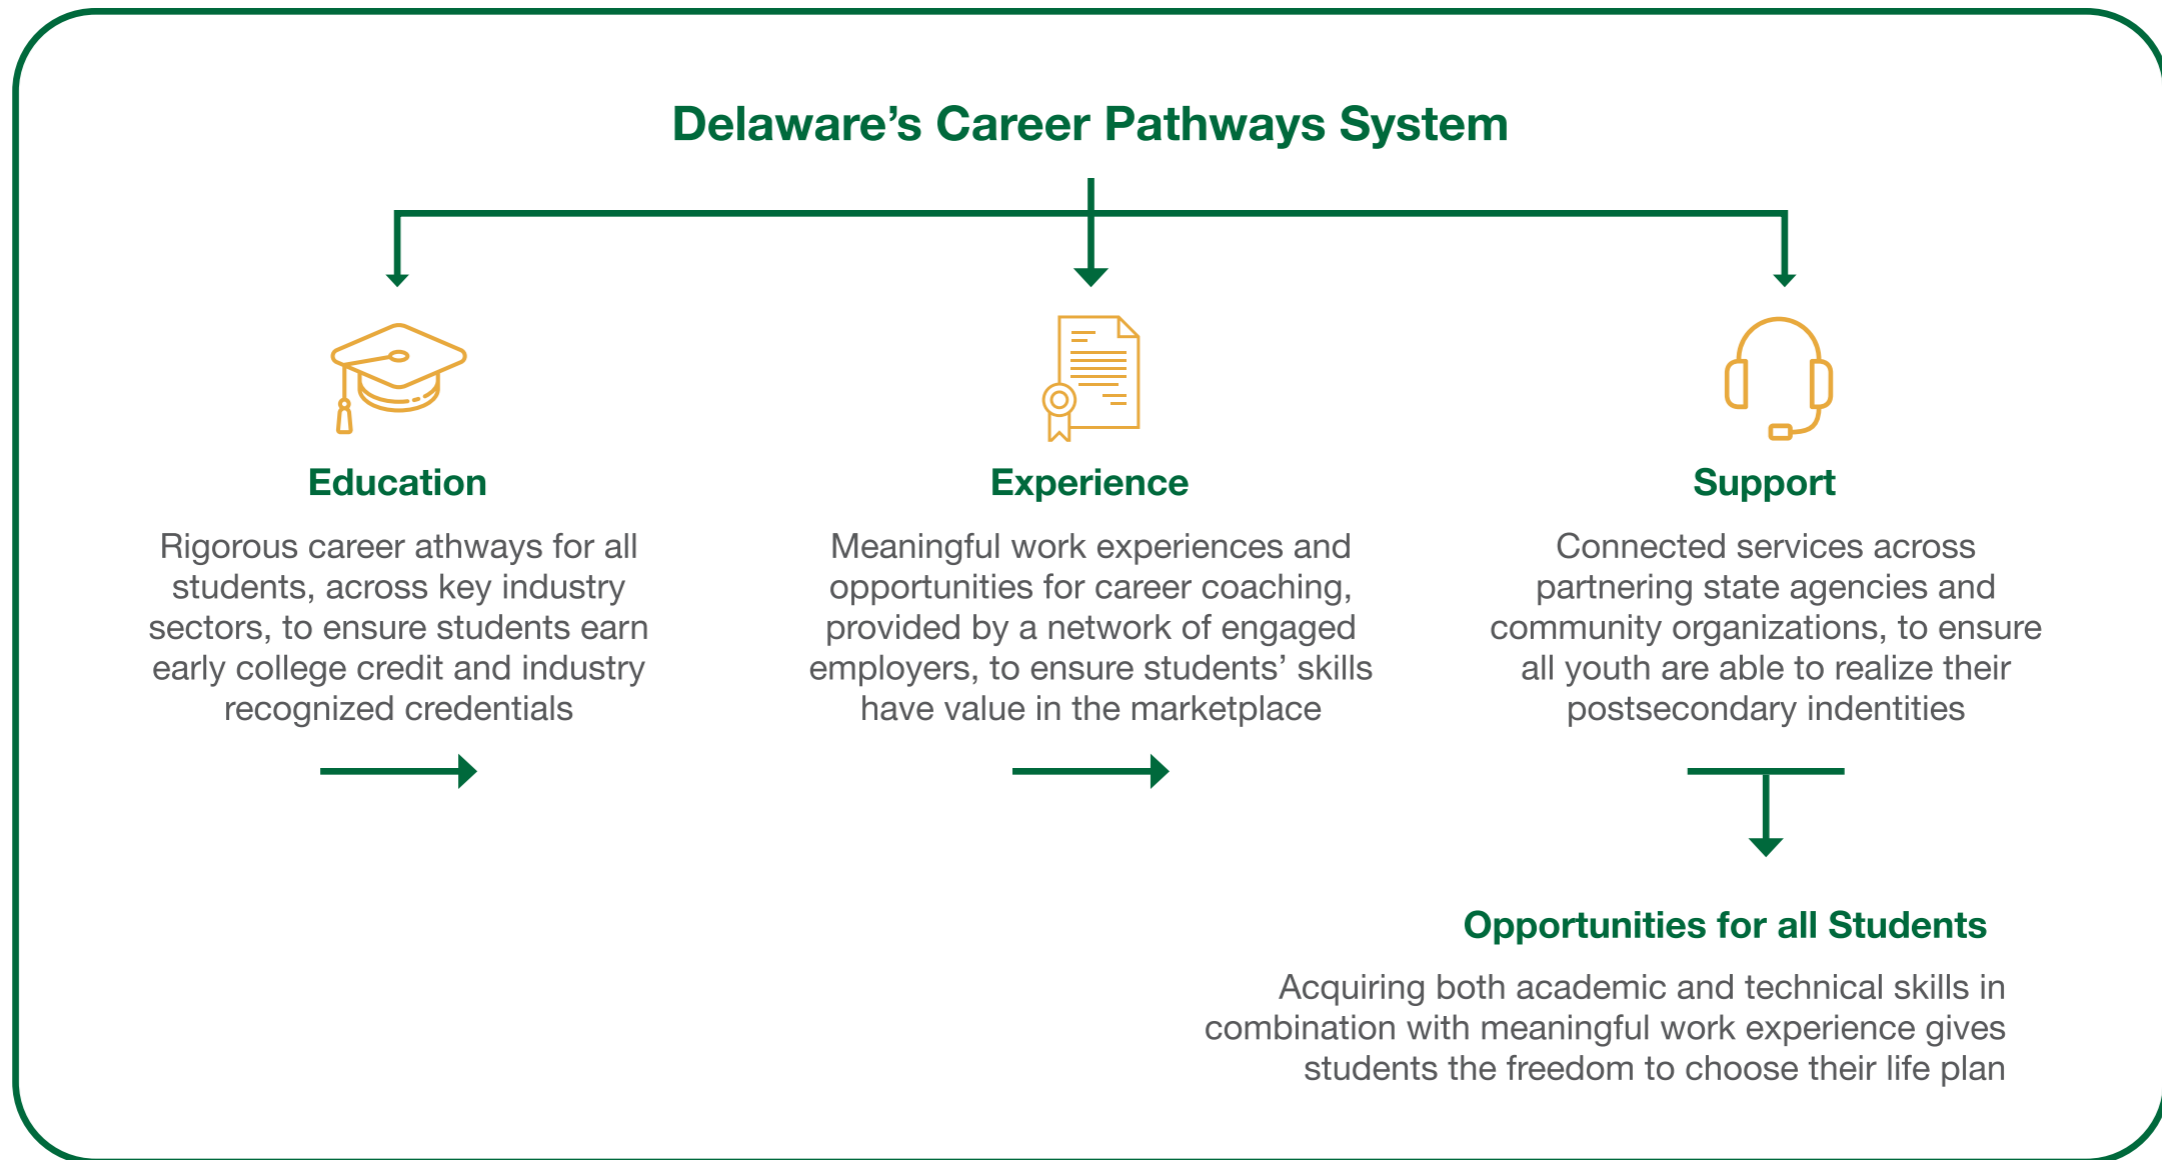 Delaware’s Career Pathways System
Education
Rigorous career athways for all
students, across key industry
sectors, to ensure students earn
early college credit and industry
recognized credentials
Experience
Meaningful work experiences and
opportunities for career coaching,
provided by a network of engaged
employers, to ensure students’ skills
have value in the marketplace
Support
Connected services across
partnering state agencies and
community organizations, to ensure
all youth are able to realize their
postsecondary indentities
Opportunities for all Students
Acquiring both academic and technical skills in
combination with meaningful work experience gives
students the freedom to choose their life plan